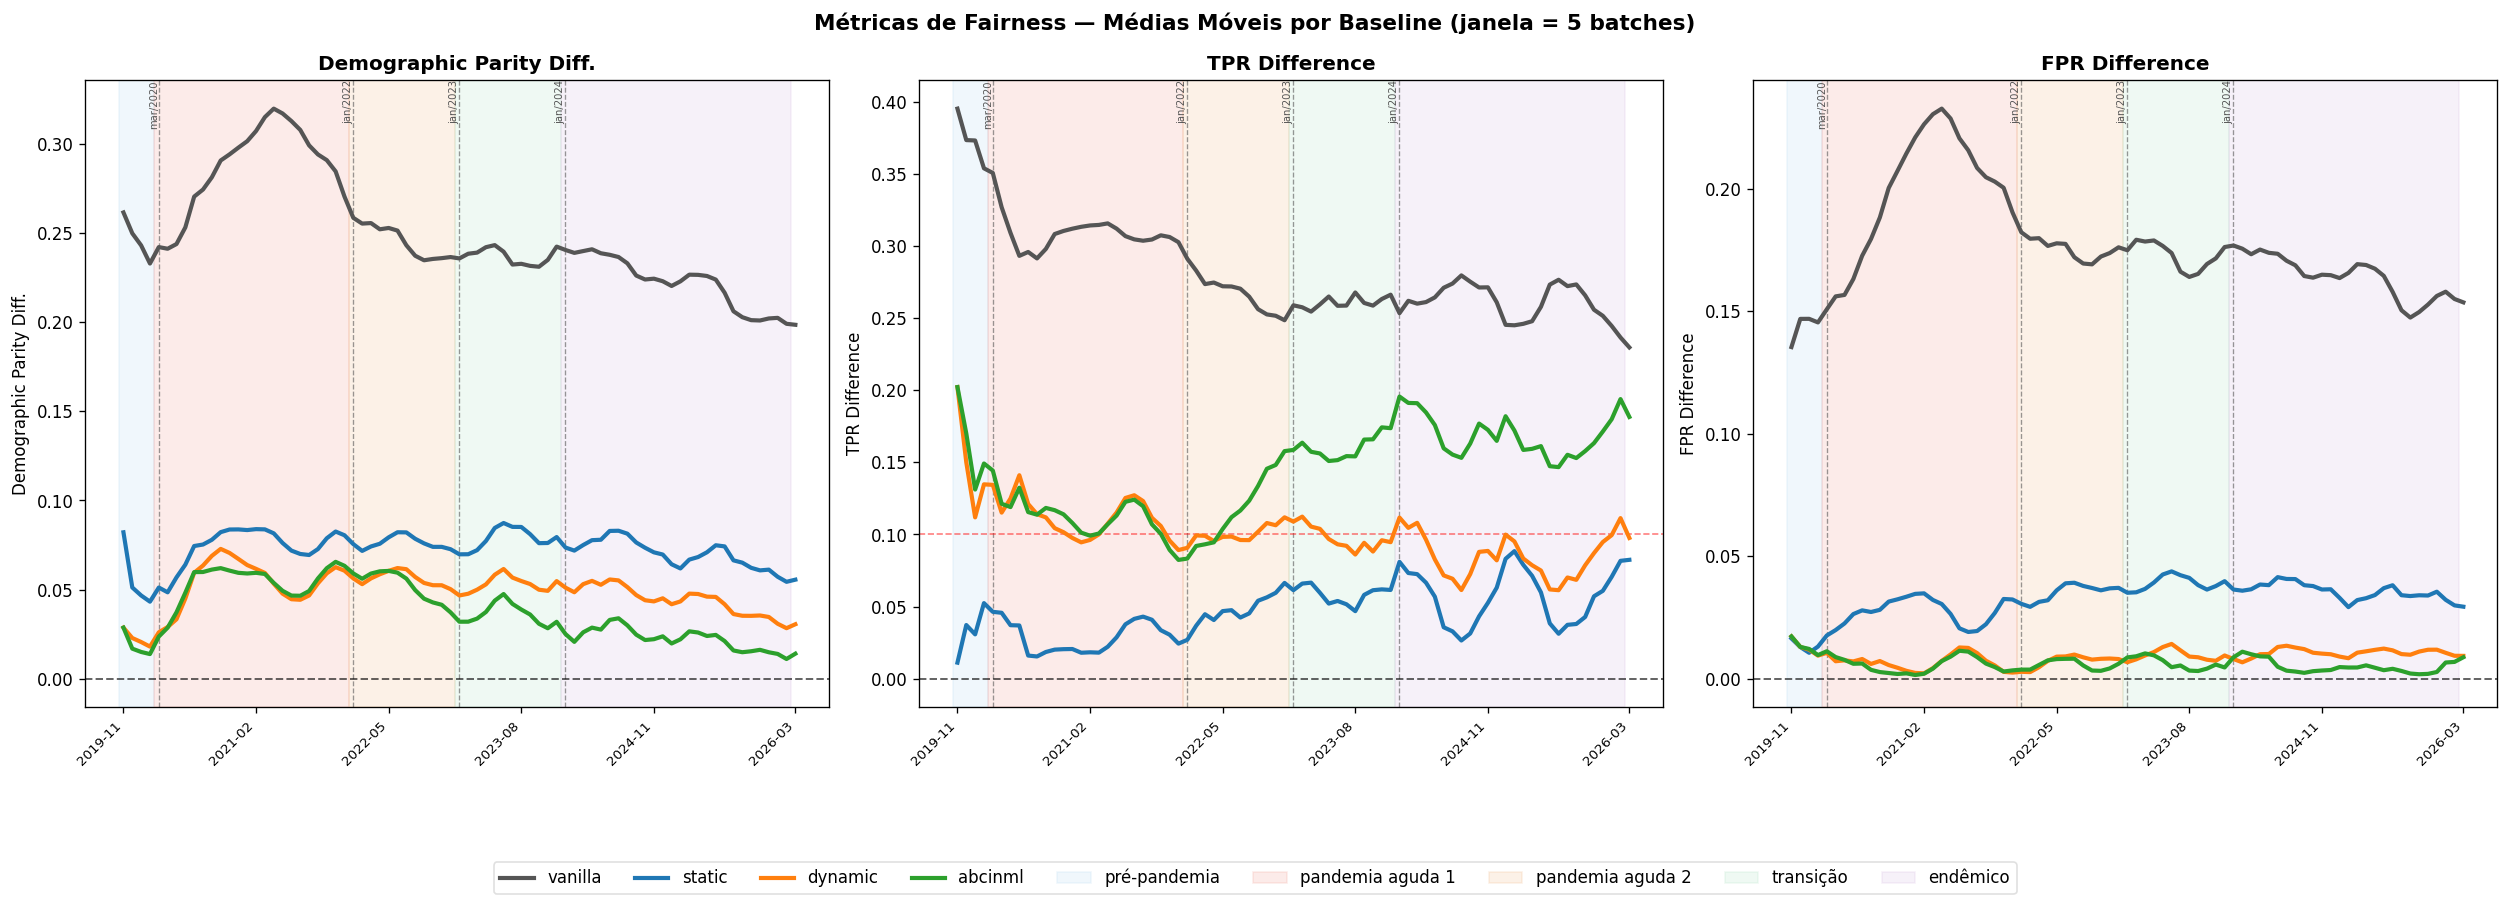 Métricas de Fairness — Médias Móveis por Baseline (janela = 5 batches)
Demographic Parity Diff.
Demographic Parity Diff.
0.30
0.25
0.20
0.15
0.10
0.05
0.00
mar/2020
jan/2022
jan/2023
jan/2024
2019-11
2021-02
2022-05
2023-08
2024-11
2026-03
TPR Difference
TPR Difference
0.40
0.35
0.30
0.25
0.20
0.15
0.10
0.05
0.00
mar/2020
jan/2022
jan/2023
jan/2024
2019-11
2021-02
2022-05
2023-08
2024-11
2026-03
FPR Difference
FPR Difference
0.20
0.15
0.10
0.05
0.00
mar/2020
jan/2022
jan/2023
jan/2024
2019-11
2021-02
2022-05
2023-08
2024-11
2026-03
vanilla static dynamic abcinml pré-pandemia pandemia aguda 1 pandemia aguda 2 transição endêmico